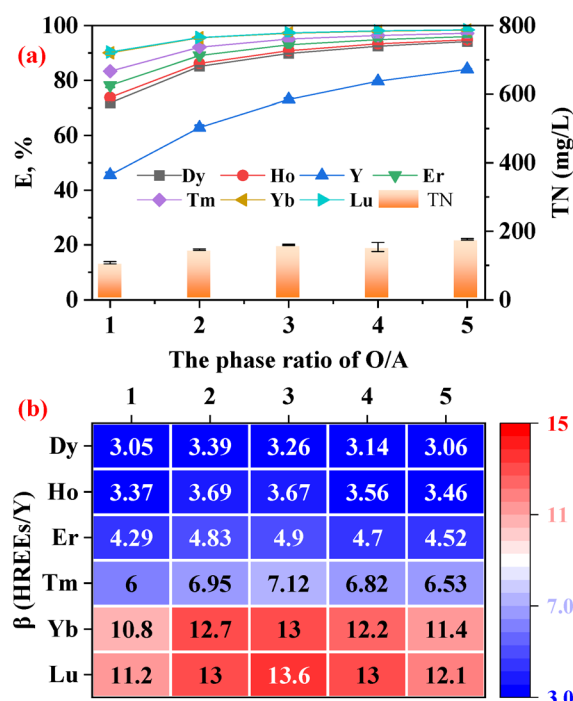 (a)
100
80
60
40
20
0
E, %
800
600
400
200
0
TN (mg/L)
Dy Ho Y Er
Tm Yb Lu TN
1 2 3 4 5
The phase ratio of O/A
(b)
1 2 3 4 5
β (HREEs/Y)
Dy 3.05 3.39 3.26 3.14 3.06
Ho 3.37 3.69 3.67 3.56 3.46
Er 4.29 4.83 4.9 4.7 4.52
Tm 6 6.95 7.12 6.82 6.53
Yb 10.8 12.7 13 12.2 11.4
Lu 11.2 13 13.6 13 12.1
15
11
7.0
3.0